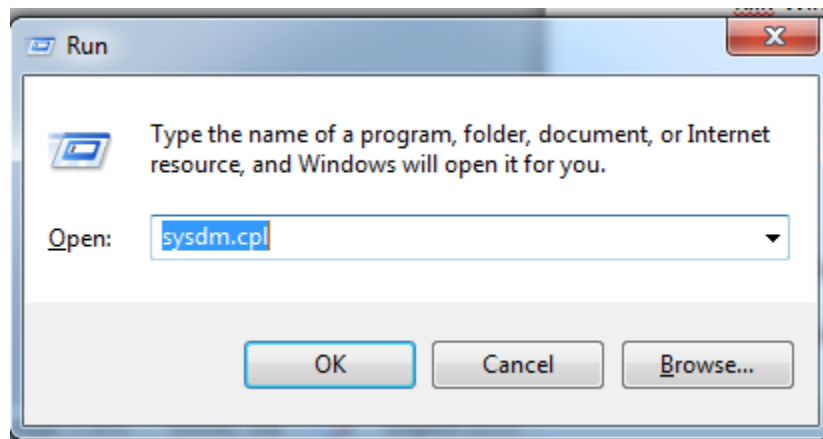 Run
Type the name of a program, folder, document, or Internet
resource, and Windows will open it for you.
Open: sysdm.cpl
OK Cancel Browse...